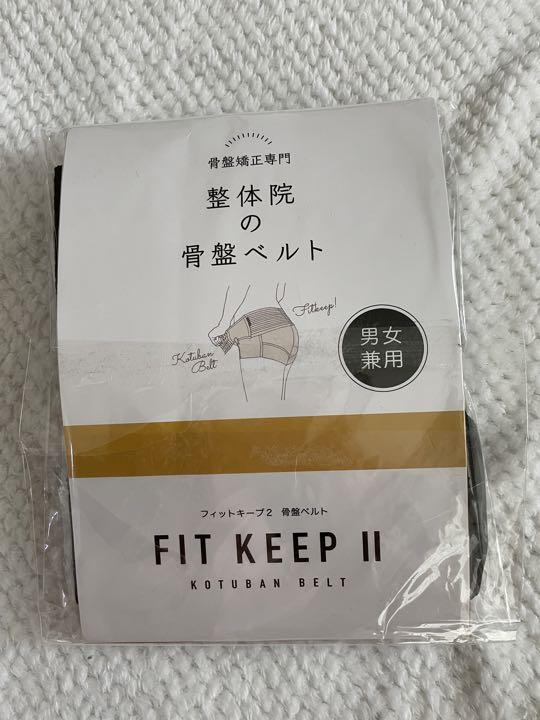 骨盤矯正専門
整体院
の
骨盤ベルト
Fitkeep!
Kotuban
Belt
男女
兼用
フィットキープ2 骨盤ベルト
FIT KEEP II
KOTUBAN BELT